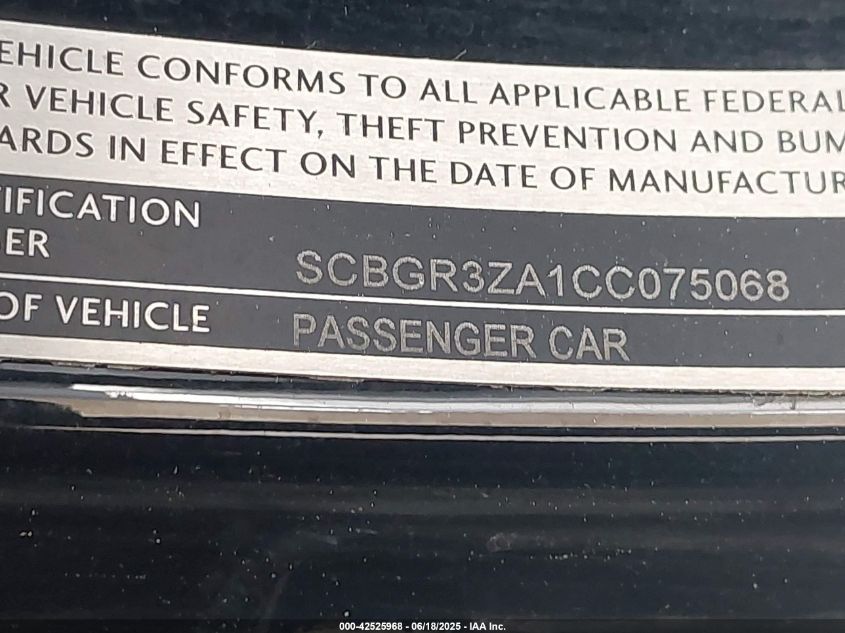 EHICLE CONFORMS TO ALL APPLICABLE FEDERAL
R VEHICLE SAFETY, THEFT PREVENTION AND BUM
ARDS IN EFFECT ON THE DATE OF MANUFACTUR
IFICATION
BER
SCBGR3ZA1CC075068
OF VEHICLE
PASSENGER CAR
000-42525968 - 06/18/2025 - IAA Inc.